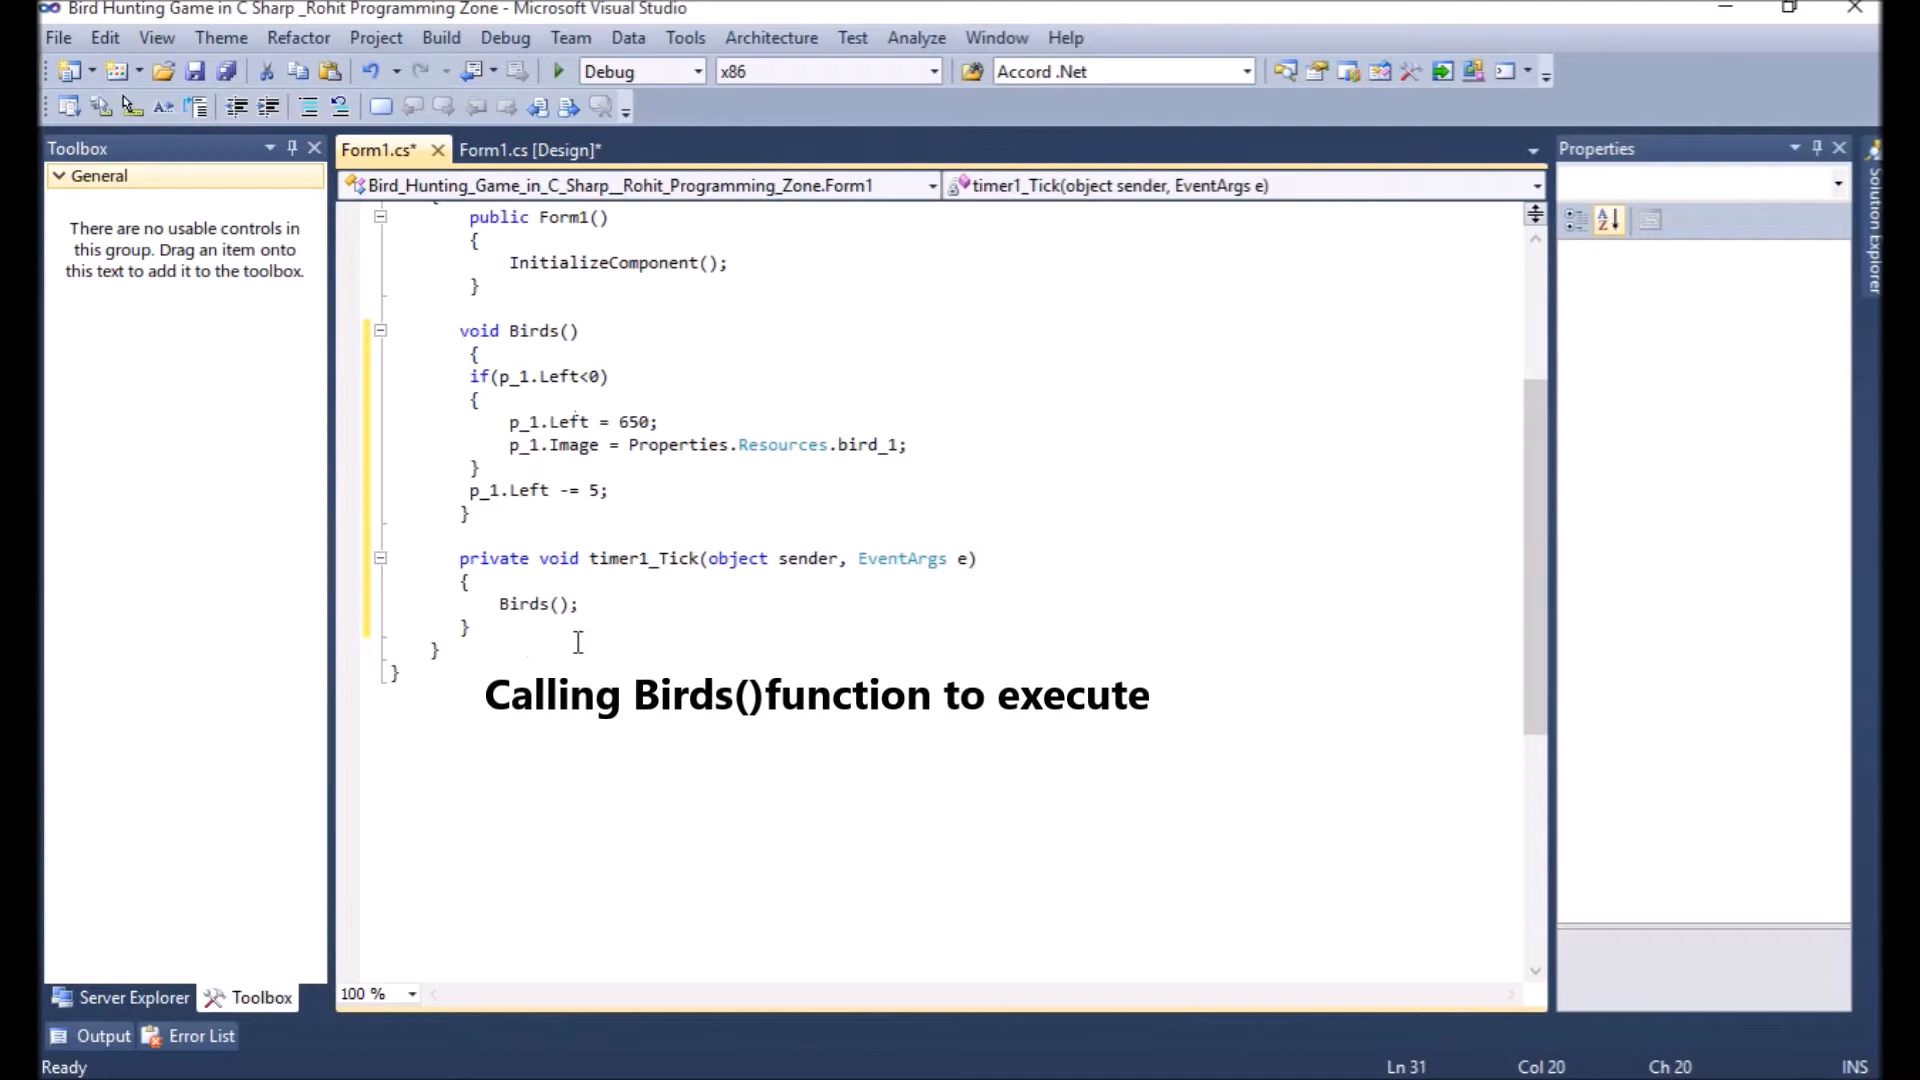 Bird Hunting Game in C Sharp _Rohit Programming Zone - Microsoft Visual Studio
File Edit View Theme Refactor Project Build Debug Team Data Tools Architecture Test Analyze Window Help
Debug x86 Accord .Net
Toolbox
General
There are no usable controls in
this group. Drag an item onto
this text to add it to the toolbox.
Form1.cs* Form1.cs [Design]*
Bird_Hunting_Game_in_C_Sharp__Rohit_Programming_Zone.Form1 timer1_Tick(object sender, EventArgs e)
public Form1()
{
InitializeComponent();
}
void Birds()
{
if(p_1.Left<0)
{
p_1.Left = 650;
p_1.Image = Properties.Resources.bird_1;
}
p_1.Left -= 5;
}
private void timer1_Tick(object sender, EventArgs e)
{
Birds();
}
}
}
Calling Birds()function to execute
100 %
Properties
Solution Explorer
Server Explorer Toolbox
Output Error List
Ready Ln 31 Col 20 Ch 20 INS